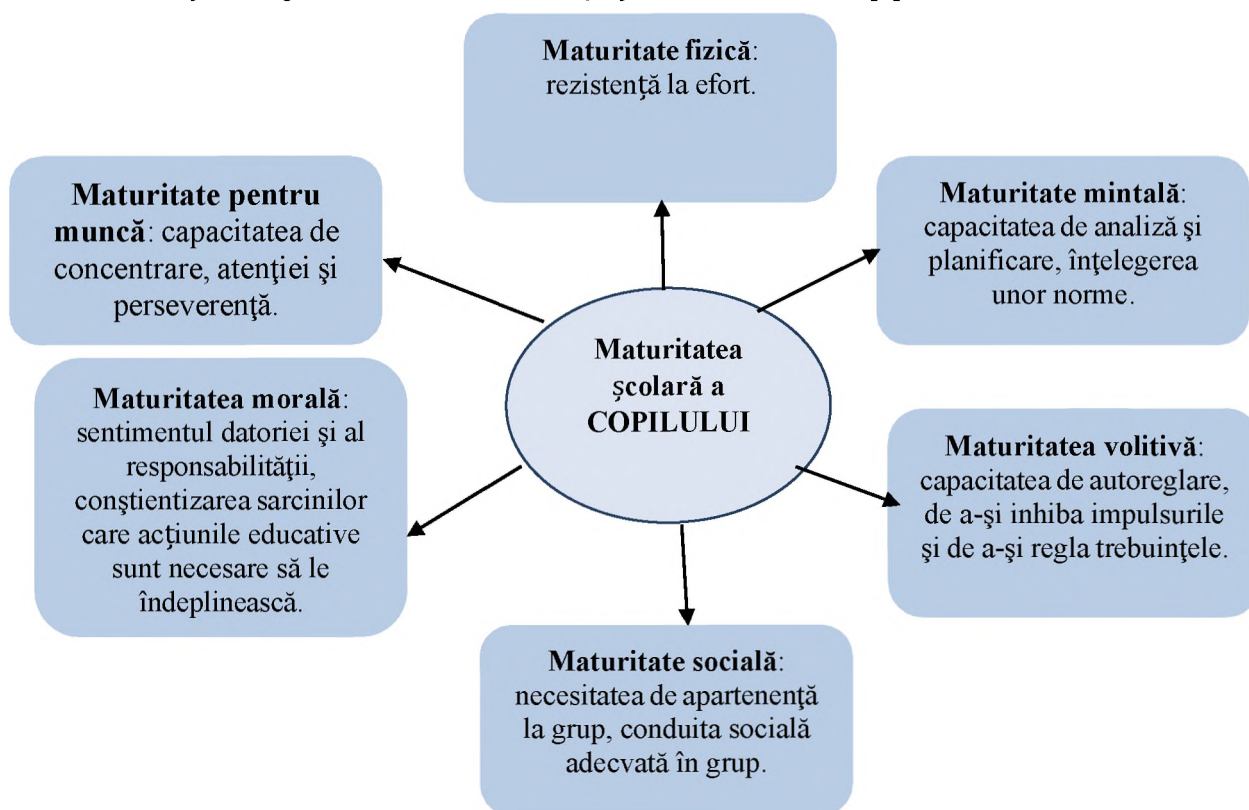 Maturitate fizică:
rezistenţă la efort.
Maturitate pentru
muncă: capacitatea de
concentrare, atenţiei şi
perseverenţă.
Maturitate mintală:
capacitatea de analiză şi
planificare, înţelegerea
unor norme.
Maturitatea
școlară a
COPILULUI
Maturitatea morală:
sentimentul datoriei şi al
responsabilităţii,
conştientizarea sarcinilor
care acțiunile educative
sunt necesare să le
îndeplinească.
Maturitatea volitivă:
capacitatea de autoreglare,
de a-şi inhiba impulsurile
şi de a-şi regla trebuinţele.
Maturitate socială:
necesitatea de apartenenţă
la grup, conduita socială
adecvată în grup.